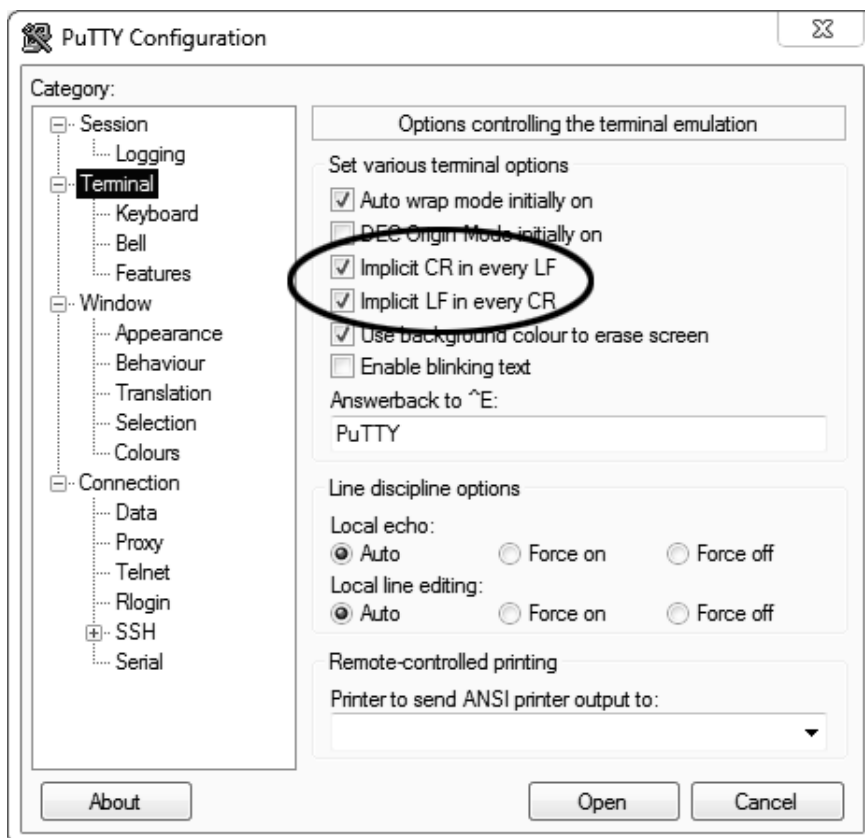 PuTTY Configuration
Category:
Session
Logging
Terminal
Keyboard
Bell
Features
Window
Appearance
Behaviour
Translation
Selection
Colours
Connection
Data
Proxy
Telnet
Rlogin
SSH
Serial
Options controlling the terminal emulation
Set various terminal options
Auto wrap mode initially on
DEC Origin Mode initially on
Implicit CR in every LF
Implicit LF in every CR
Use background colour to erase screen
Enable blinking text
Answerback to ^E:
PuTTY
Line discipline options
Local echo:
Auto Force on Force off
Local line editing:
Auto Force on Force off
Remote-controlled printing
Printer to send ANSI printer output to:
About Open Cancel